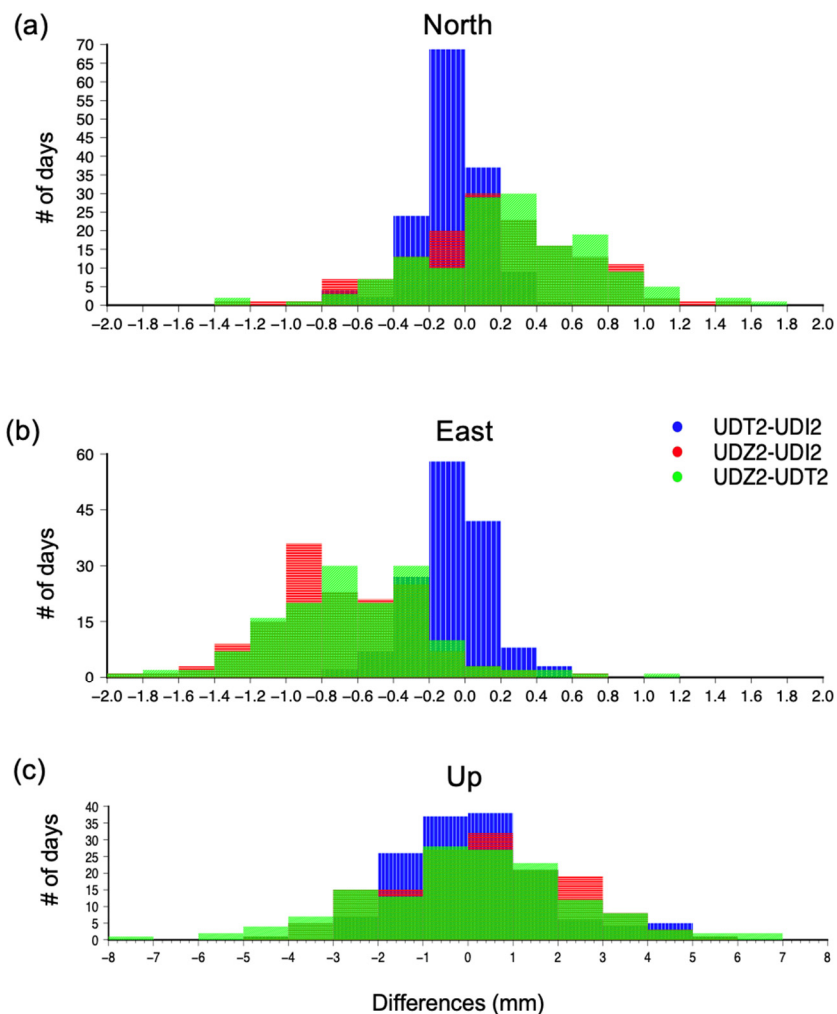 (a)
North
# of days
70
65
60
55
50
45
40
35
30
25
20
15
10
5
0
−2.0 −1.8 −1.6 −1.4 −1.2 −1.0 −0.8 −0.6 −0.4 −0.2 0.0 0.2 0.4 0.6 0.8 1.0 1.2 1.4 1.6 1.8 2.0
(b)
East
UDT2-UDI2
UDZ2-UDI2
UDZ2-UDT2
# of days
60
45
30
15
0
−2.0 −1.8 −1.6 −1.4 −1.2 −1.0 −0.8 −0.6 −0.4 −0.2 0.0 0.2 0.4 0.6 0.8 1.0 1.2 1.4 1.6 1.8 2.0
(c)
Up
# of days
40
35
30
25
20
15
10
5
0
−8 −7 −6 −5 −4 −3 −2 −1 0 1 2 3 4 5 6 7 8
Differences (mm)